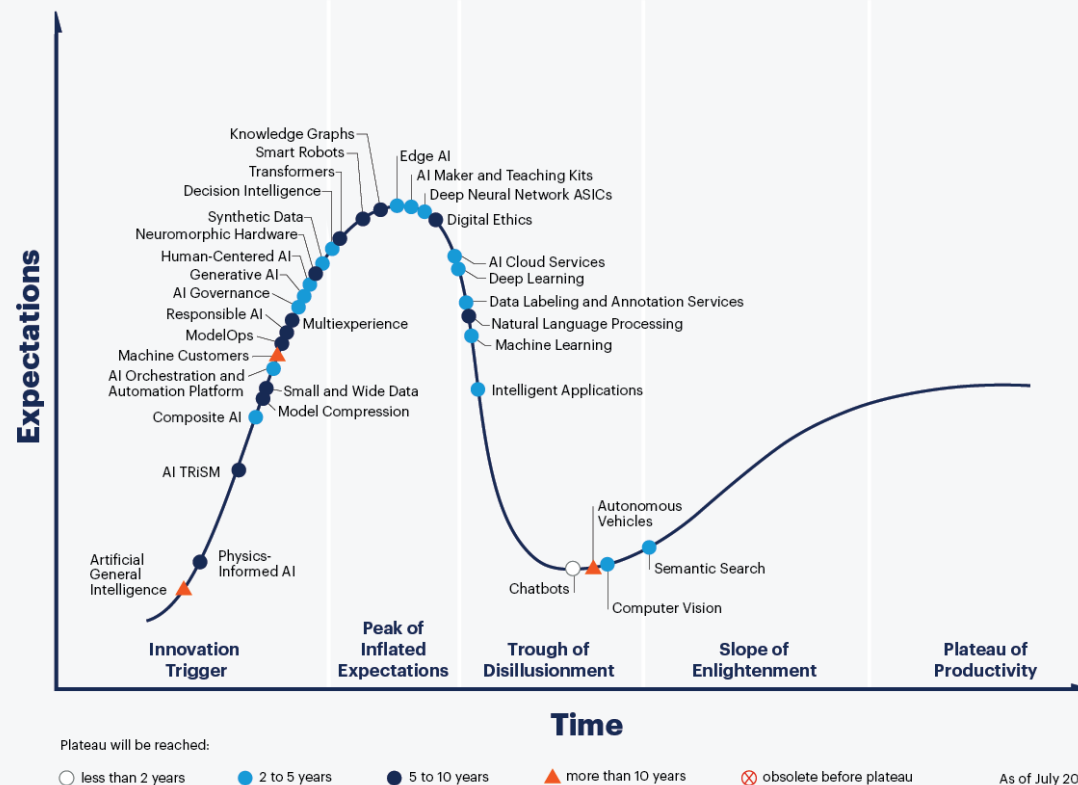 Expectations
Knowledge Graphs
Smart Robots
Transformers
Decision Intelligence
Synthetic Data
Neuromorphic Hardware
Human-Centered AI
Generative AI
AI Governance
Responsible AI
Multiexperience
ModelOps
Machine Customers
AI Orchestration and
Automation Platform
Small and Wide Data
Model Compression
Composite AI
AI TRiSM
Physics-
Informed AI
Artificial
General
Intelligence
Edge AI
AI Maker and Teaching Kits
Deep Neural Network ASICs
Digital Ethics
AI Cloud Services
Deep Learning
Data Labeling and Annotation Services
Natural Language Processing
Machine Learning
Intelligent Applications
Autonomous
Vehicles
Chatbots
Semantic Search
Computer Vision
Innovation
Trigger
Peak of
Inflated
Expectations
Trough of
Disillusionment
Slope of
Enlightenment
Plateau of
Productivity
Time
Plateau will be reached:
less than 2 years
2 to 5 years
5 to 10 years
more than 10 years
obsolete before plateau
As of July 20